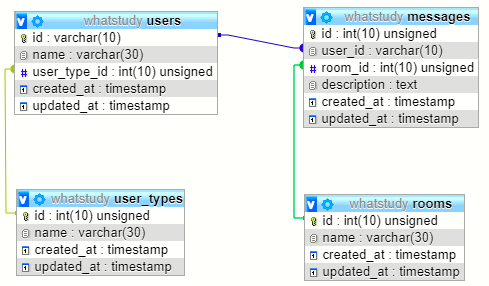 whatstudy users
id : varchar(10)
name : varchar(30)
user_type_id : int(10) unsigned
created_at : timestamp
updated_at : timestamp
whatstudy messages
id : int(10) unsigned
user_id : varchar(10)
room_id : int(10) unsigned
description : text
created_at : timestamp
updated_at : timestamp
whatstudy user_types
id : int(10) unsigned
name : varchar(30)
created_at : timestamp
updated_at : timestamp
whatstudy rooms
id : int(10) unsigned
name : varchar(30)
created_at : timestamp
updated_at : timestamp